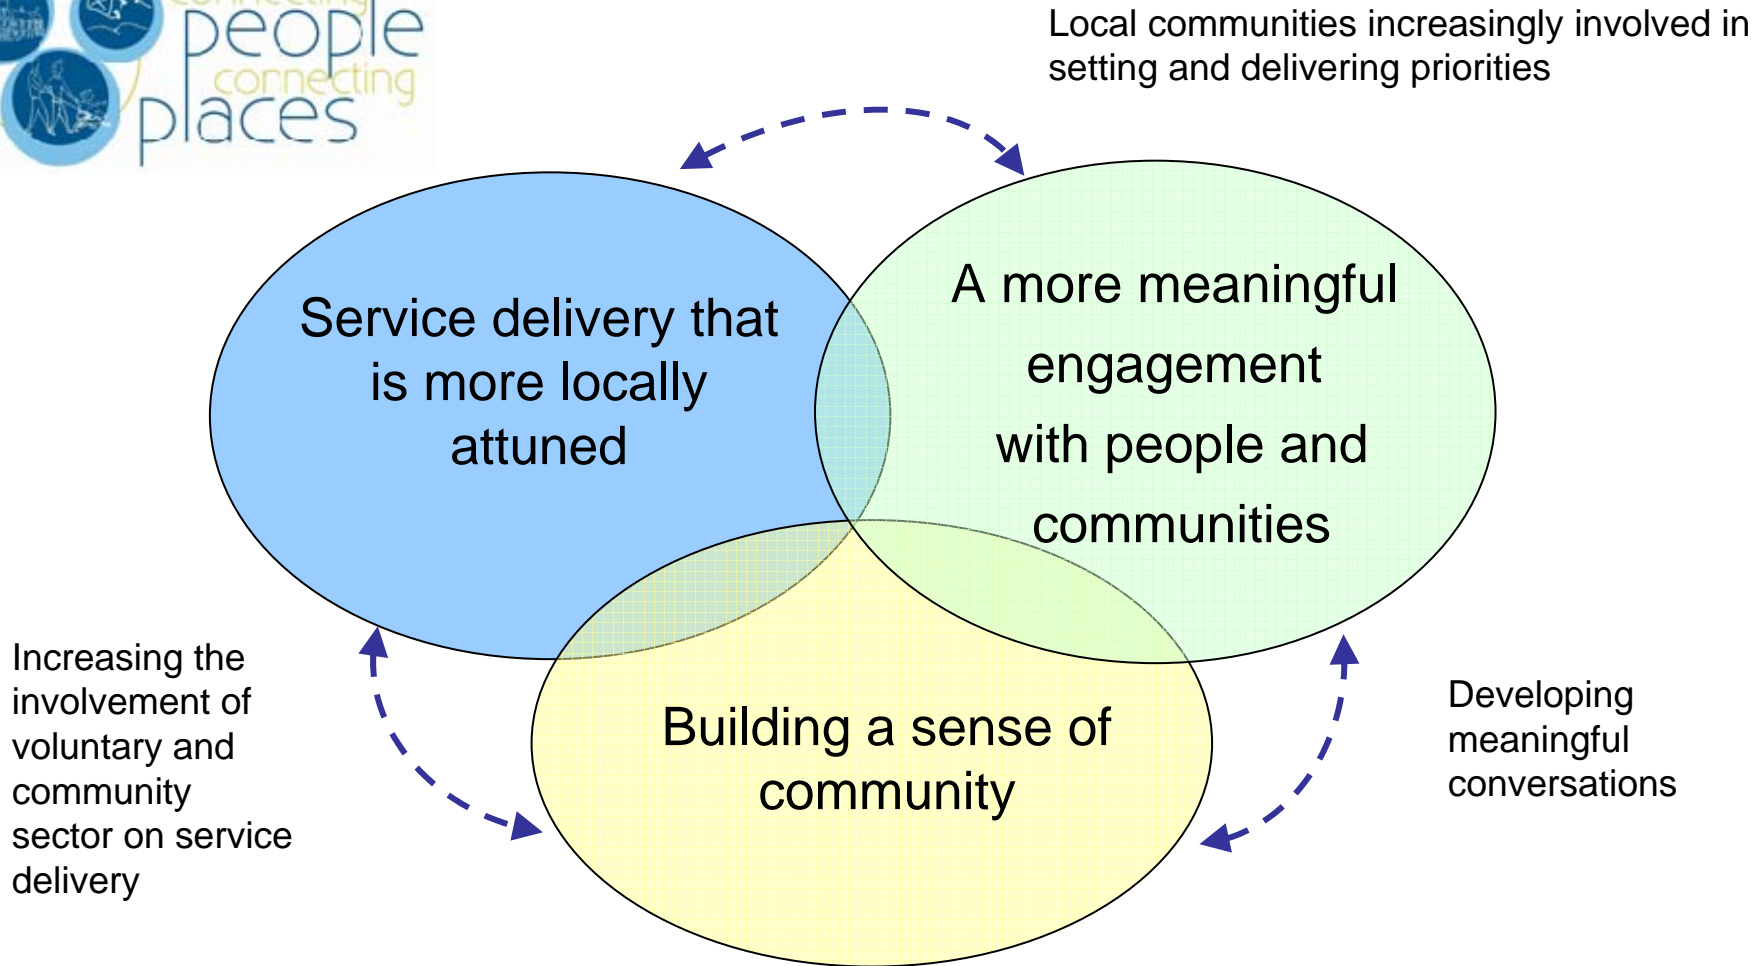 connecting
people
connecting
places
Local communities increasingly involved in
setting and delivering priorities
Service delivery that
is more locally
attuned
A more meaningful
engagement
with people and
communities
Building a sense of
community
Increasing the
involvement of
voluntary and
community
sector on service
delivery
Developing
meaningful
conversations